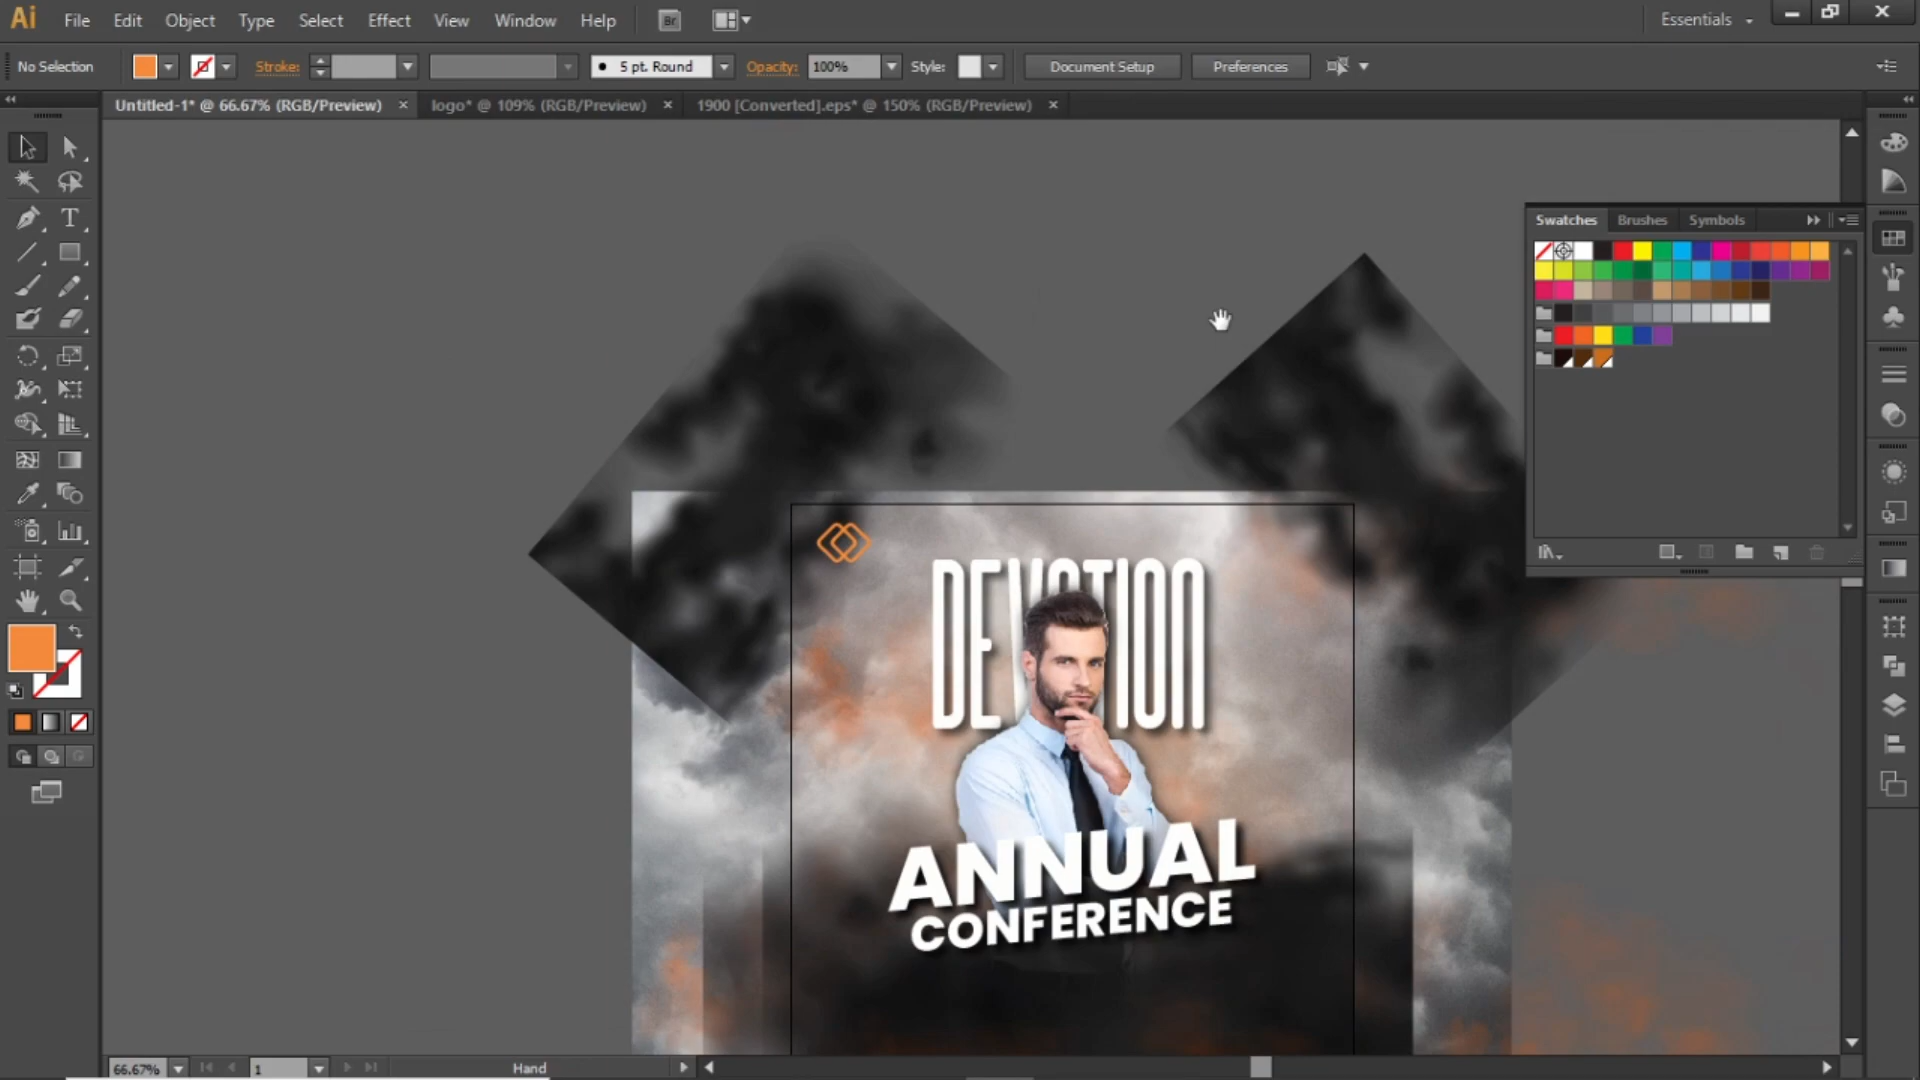 Ai File Edit Object Type Select Effect View Window Help Br Essentials
No Selection Stroke: 5 pt. Round Opacity: 100% Style: Document Setup Preferences
Untitled-1* @ 66.67% (RGB/Preview) × logo* @ 109% (RGB/Preview) × 1900 [Converted].eps* @ 150% (RGB/Preview) ×
Swatches Brushes Symbols
DEVOTION
ANNUAL
CONFERENCE
66.67% 1 Hand